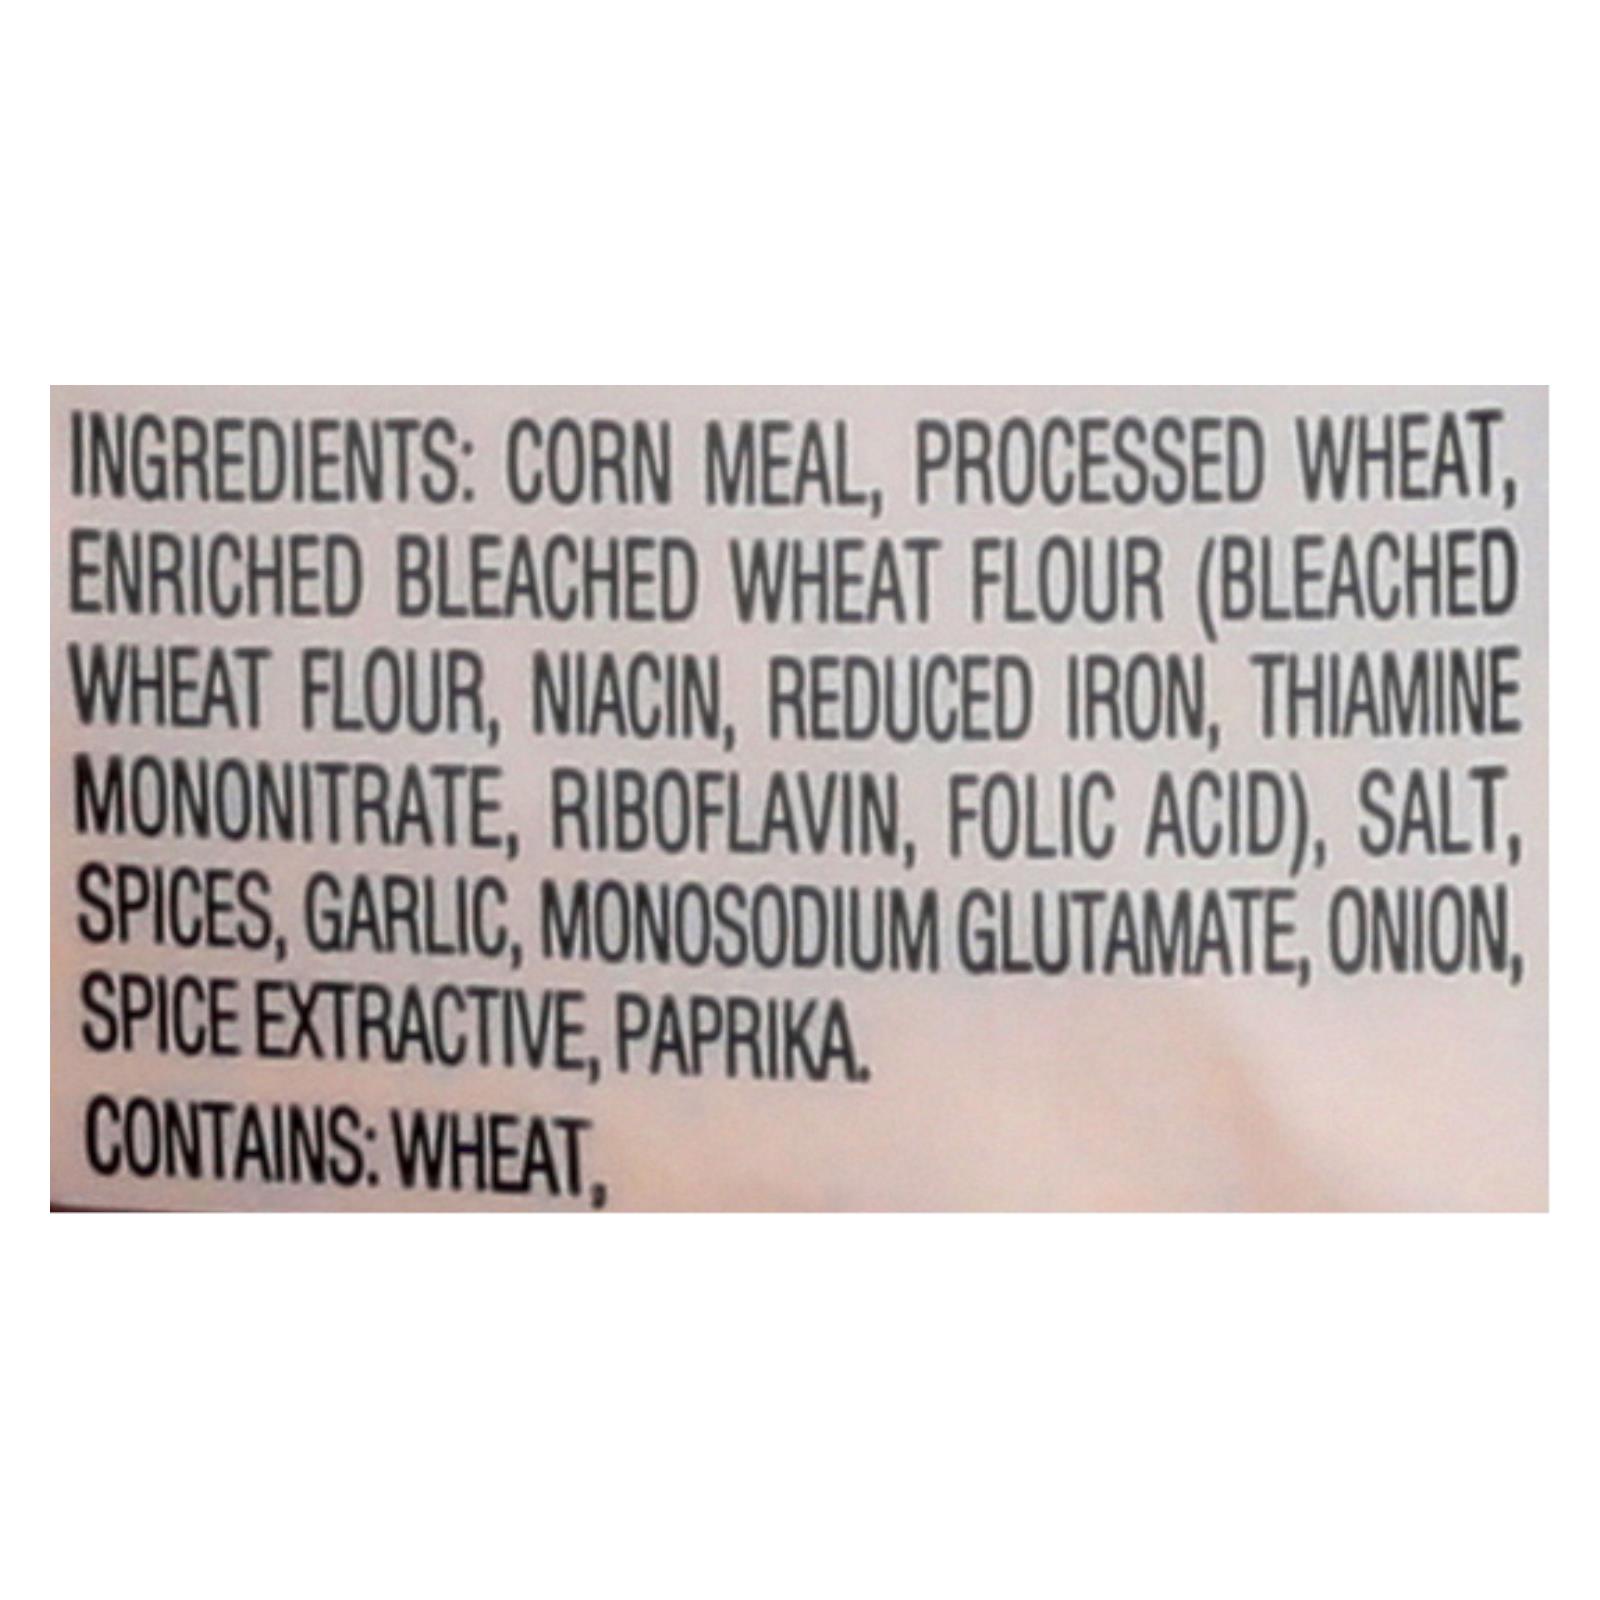 INGREDIENTS: CORN MEAL, PROCESSED WHEAT,
ENRICHED BLEACHED WHEAT FLOUR (BLEACHED
WHEAT FLOUR, NIACIN, REDUCED IRON, THIAMINE
MONONITRATE, RIBOFLAVIN, FOLIC ACID), SALT,
SPICES, GARLIC, MONOSODIUM GLUTAMATE, ONION,
SPICE EXTRACTIVE, PAPRIKA.
CONTAINS: WHEAT,